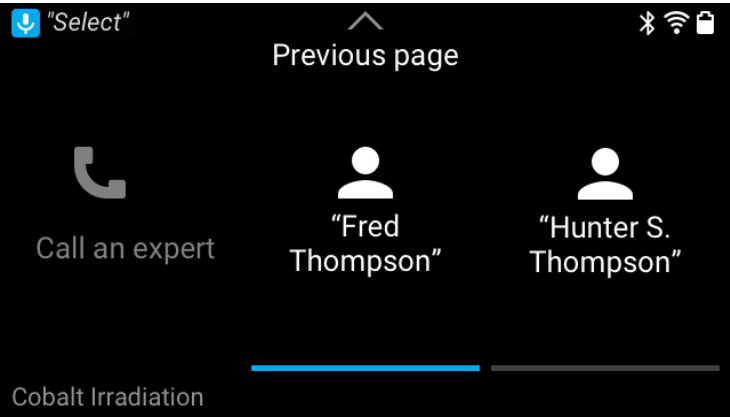 "Select"
Previous page
Call an expert
“Fred
Thompson”
“Hunter S.
Thompson”
Cobalt Irradiation